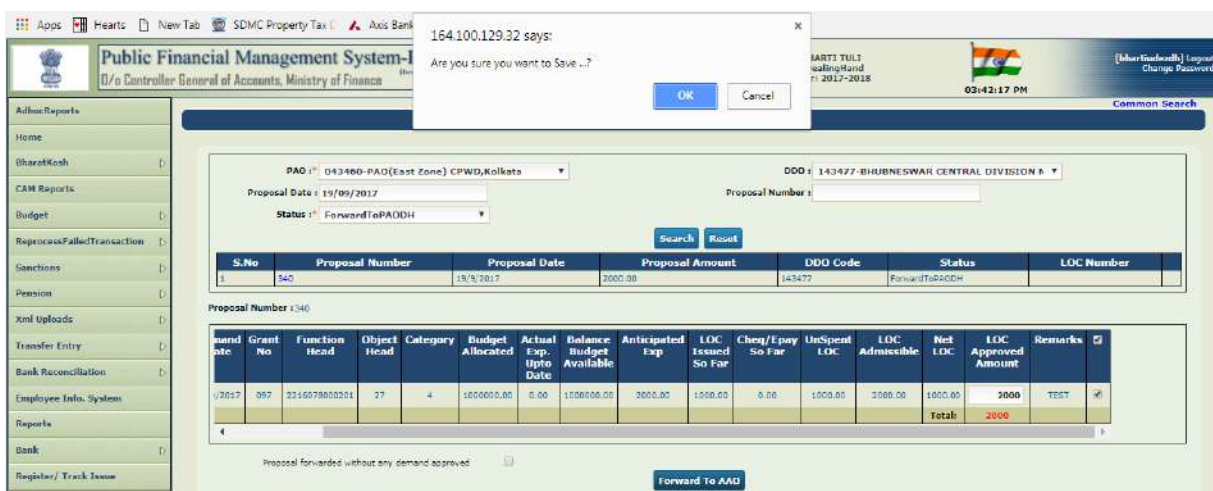 Apps Hearts New Tab SDMC Property Tax Axis Bank
164.100.129.32 says:
Are you sure you want to Save ...?
OK Cancel
Public Financial Management System-
O/o Controller General of Accounts, Ministry of Finance
ARTI TULI
ealingHand
: 2017-2018
03:42:17 PM
Logout
Change Password
Common Search
AdhocReports
Home
BharatKosh
CAM Reports
Budget
ReprocessFailedTransaction
Sanctions
Pension
Xml Uploads
Transfer Entry
Bank Reconciliation
Employee Info. System
Reports
Bank
Register/ Track Issue
PAO :* 043460-PAO(East Zone) CPWD,Kolkata DDO : 143477-BHUBNESWAR CENTRAL DIVISION N
Proposal Date : 19/09/2017 Proposal Number :
Status :* ForwardToPAODH
Search Reset
S.No Proposal Number Proposal Date Proposal Amount DDO Code Status LOC Number
1 340 19/9/2017 2000.00 143477 ForwardToPAODH
Proposal Number :340
mand ate Grant No Function Head Object Head Category Budget Allocated Actual Exp. Upto Date Balance Budget Available Anticipated Exp LOC Issued So Far Cheq/Epay So Far UnSpent LOC LOC Admissible Net LOC LOC Approved Amount Remarks
/2017 097 27 4 1000000.00 0.00 1000000.00 2000.00 1000.00 0.00 1000.00 2000.00 1000.00 2000 TEST
Total: 2000
Proposal forwarded without any demand approved
Forward To AAO